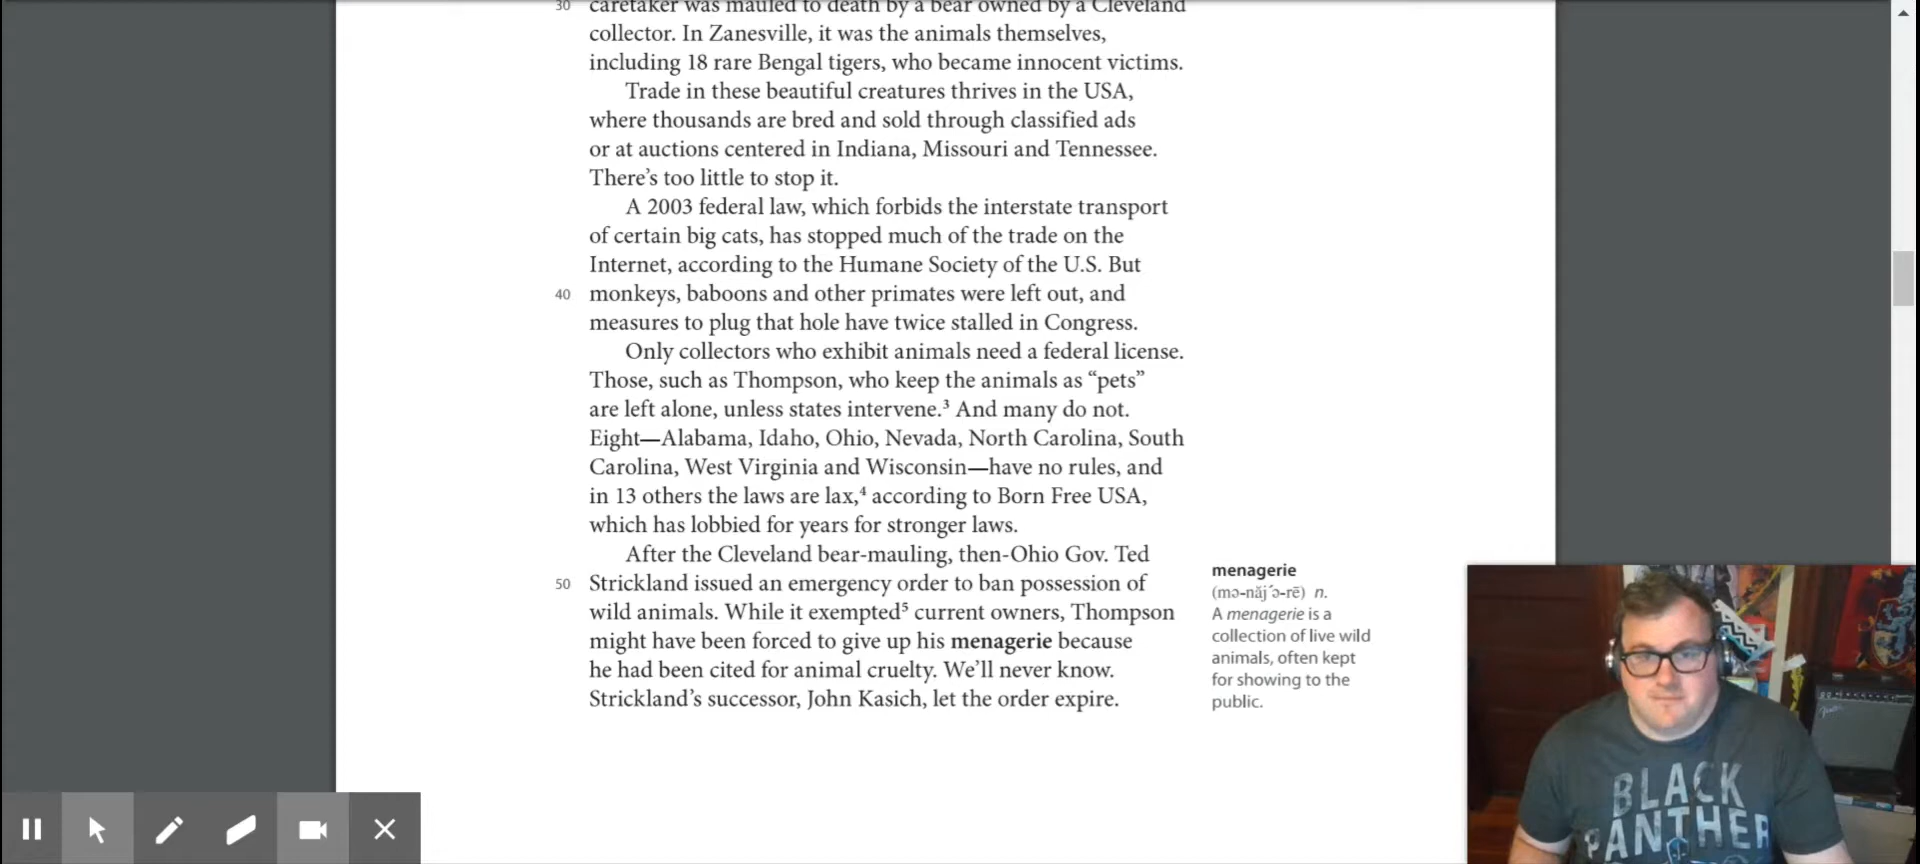 30 caretaker was mauled to death by a bear owned by a Cleveland
collector. In Zanesville, it was the animals themselves,
including 18 rare Bengal tigers, who became innocent victims.
Trade in these beautiful creatures thrives in the USA,
where thousands are bred and sold through classified ads
or at auctions centered in Indiana, Missouri and Tennessee.
There’s too little to stop it.
A 2003 federal law, which forbids the interstate transport
of certain big cats, has stopped much of the trade on the
Internet, according to the Humane Society of the U.S. But
40 monkeys, baboons and other primates were left out, and
measures to plug that hole have twice stalled in Congress.
Only collectors who exhibit animals need a federal license.
Those, such as Thompson, who keep the animals as “pets”
are left alone, unless states intervene.³ And many do not.
Eight—Alabama, Idaho, Ohio, Nevada, North Carolina, South
Carolina, West Virginia and Wisconsin—have no rules, and
in 13 others the laws are lax,⁴ according to Born Free USA,
which has lobbied for years for stronger laws.
After the Cleveland bear-mauling, then-Ohio Gov. Ted
50 Strickland issued an emergency order to ban possession of
wild animals. While it exempted⁵ current owners, Thompson
might have been forced to give up his menagerie because
he had been cited for animal cruelty. We’ll never know.
Strickland’s successor, John Kasich, let the order expire.
menagerie
(mə-năj´ə-rē) n.
A menagerie is a
collection of live wild
animals, often kept
for showing to the
public.
Fender
BLACK
PANTHER